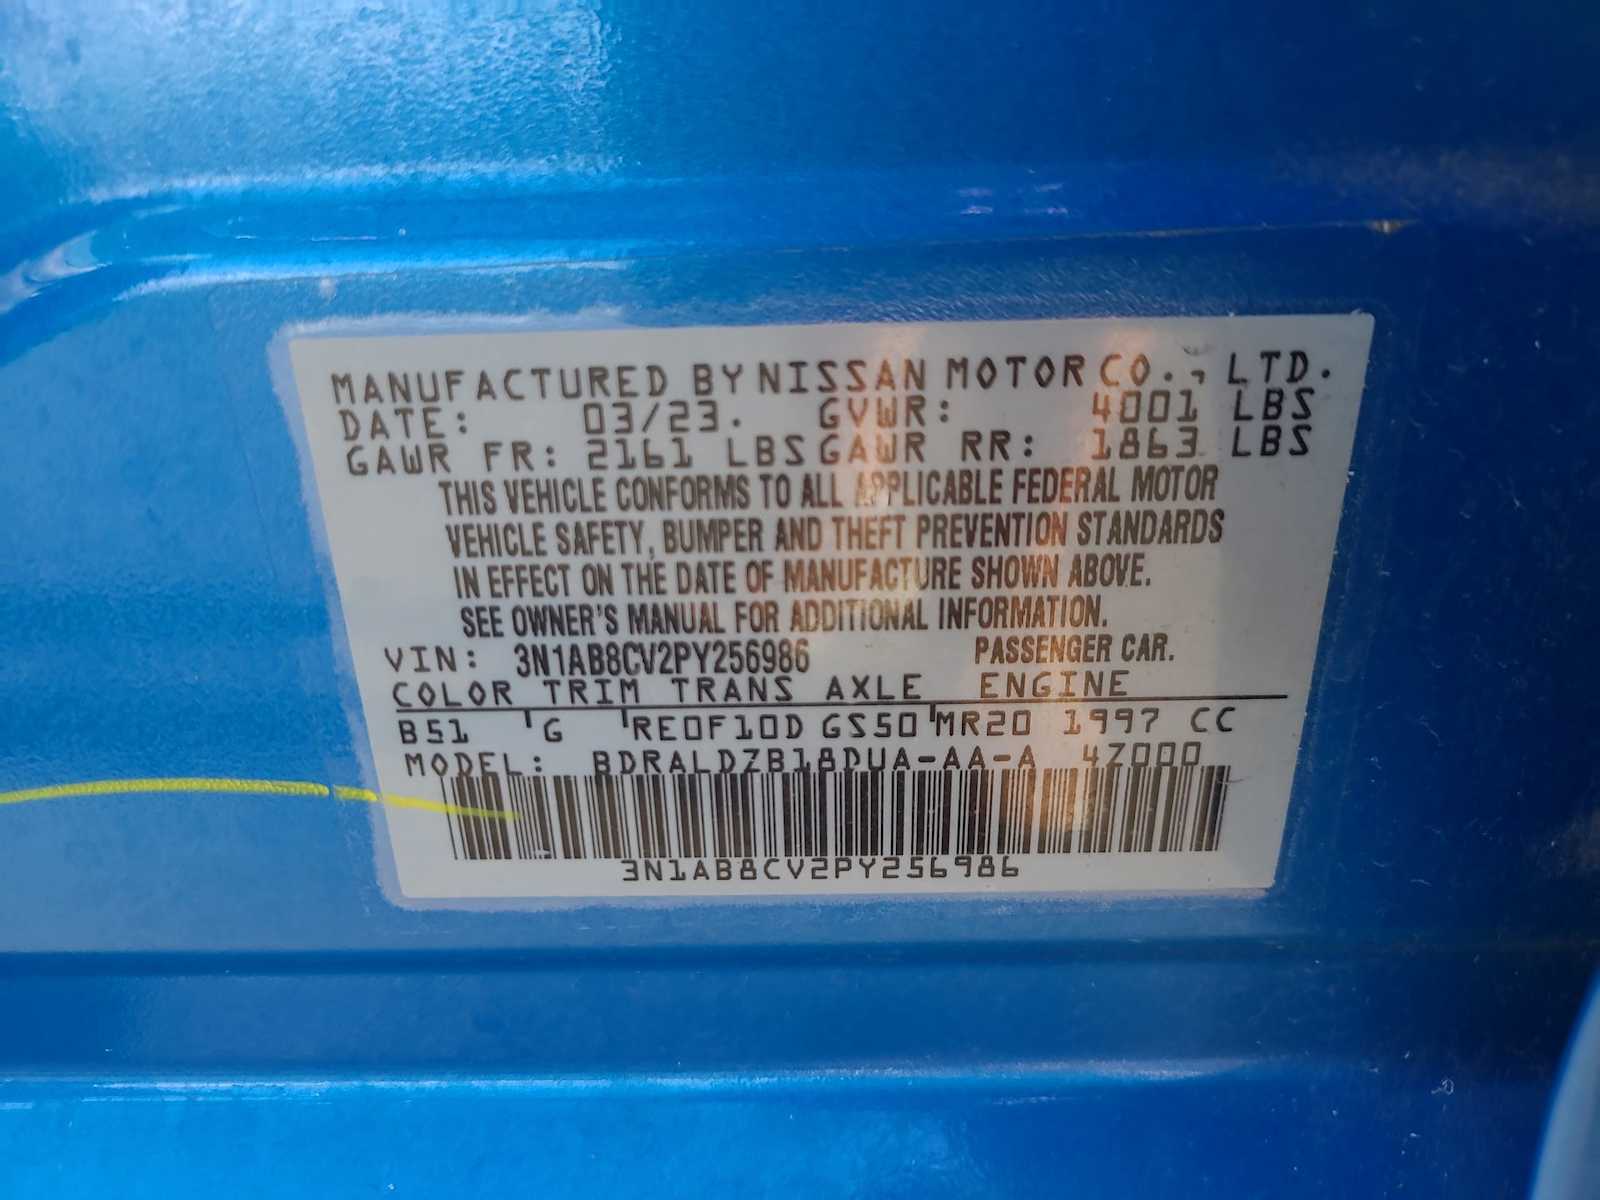 MANUFACTURED BY NISSAN MOTOR CO., LTD.
DATE: 03/23. GVWR: 4001 LBS
GAWR FR: 2161 LBS GAWR RR: 1863 LBS
THIS VEHICLE CONFORMS TO ALL APPLICABLE FEDERAL MOTOR
VEHICLE SAFETY, BUMPER AND THEFT PREVENTION STANDARDS
IN EFFECT ON THE DATE OF MANUFACTURE SHOWN ABOVE.
SEE OWNER'S MANUAL FOR ADDITIONAL INFORMATION.
VIN: 3N1AB8CV2PY256986 PASSENGER CAR.
COLOR TRIM TRANS AXLE ENGINE
B51 G RE0F10D GS50 MR20 1997 CC
MODEL: BDRALDZB18DUA-AA-A 4Z000
3N1AB8CV2PY256986